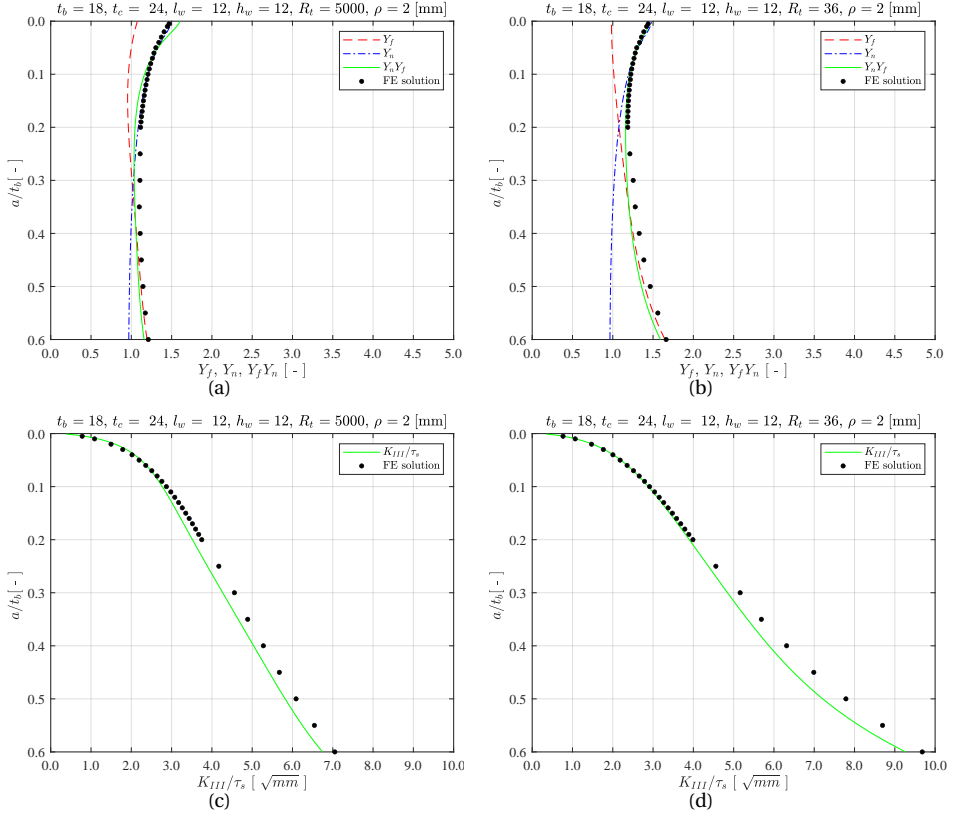 t_b = 18, t_c = 24, l_w = 12, h_w = 12, R_t = 5000, ρ = 2 [mm]
0.0
0.1
0.2
0.3
0.4
0.5
0.6
a/t_b[ - ]
Y_f
Y_n
Y_nY_f
FE solution
0.0 0.5 1.0 1.5 2.0 2.5 3.0 3.5 4.0 4.5 5.0
Y_f, Y_n, Y_fY_n [ - ]
(a)
t_b = 18, t_c = 24, l_w = 12, h_w = 12, R_t = 36, ρ = 2 [mm]
0.0
0.1
0.2
0.3
0.4
0.5
0.6
a/t_b[ - ]
Y_f
Y_n
Y_nY_f
FE solution
0.0 0.5 1.0 1.5 2.0 2.5 3.0 3.5 4.0 4.5 5.0
Y_f, Y_n, Y_fY_n [ - ]
(b)
t_b = 18, t_c = 24, l_w = 12, h_w = 12, R_t = 5000, ρ = 2 [mm]
0.0
0.1
0.2
0.3
0.4
0.5
0.6
a/t_b[ - ]
K_III/τ_s
FE solution
0.0 1.0 2.0 3.0 4.0 5.0 6.0 7.0 8.0 9.0 10.0
K_III/τ_s [ √mm ]
(c)
t_b = 18, t_c = 24, l_w = 12, h_w = 12, R_t = 36, ρ = 2 [mm]
0.0
0.1
0.2
0.3
0.4
0.5
0.6
a/t_b[ - ]
K_III/τ_s
FE solution
0.0 1.0 2.0 3.0 4.0 5.0 6.0 7.0 8.0 9.0 10.0
K_III/τ_s [ √mm ]
(d)